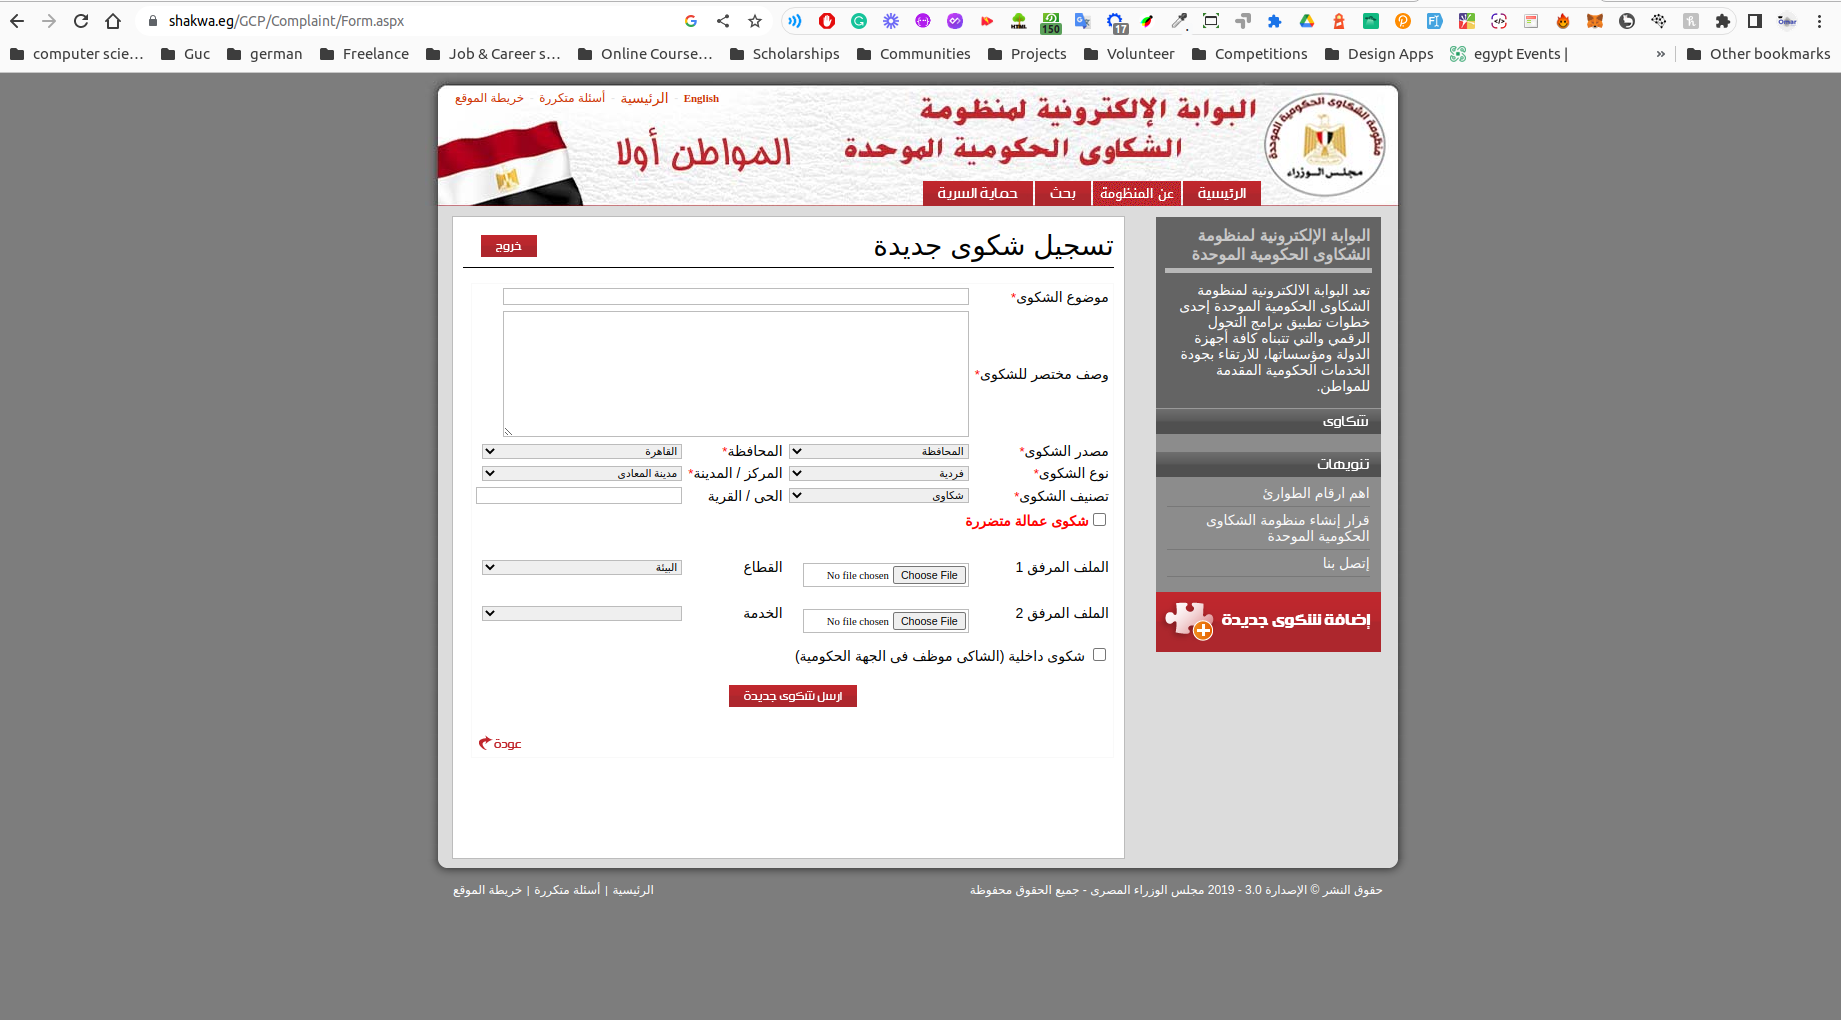 shakwa.eg/GCP/Complaint/Form.aspx
150
17
computer scie…
Guc
german
Freelance
Job & Career s…
Online Course…
Scholarships
Communities
Projects
Volunteer
Competitions
Design Apps
egypt Events |
»
Other bookmarks
English
الرئيسية
أسئلة متكررة
خريطة الموقع
البوابة الإلكترونية لمنظومة
الشكاوى الحكومية الموحدة
المواطن أولا
منظومة الشكاوى الحكومية الموحدة
مجلس الوزراء
الرئيسية
عن المنظومة
بحث
حماية السرية
البوابة الإلكترونية لمنظومة
الشكاوى الحكومية الموحدة
تعد البوابة الالكترونية لمنظومة
الشكاوى الحكومية الموحدة إحدى
خطوات تطبيق برامج التحول
الرقمي والتي تتبناه كافة أجهزة
الدولة ومؤسساتها، للارتقاء بجودة
الخدمات الحكومية المقدمة
للمواطن.
شكاوى
تنويهات
اهم ارقام الطوارئ
قرار إنشاء منظومة الشكاوى
الحكومية الموحدة
إتصل بنا
إضافة شكوى جديدة
تسجيل شكوى جديدة
خروج
موضوع الشكوى*
وصف مختصر للشكوى*
مصدر الشكوى* المحافظة
المحافظة* القاهرة
نوع الشكوى* فردية
المركز / المدينة* مدينة المعادى
تصنيف الشكوى* شكاوى
الحى / القرية
شكوى عمالة متضررة
الملف المرفق 1 Choose File No file chosen
القطاع البيئة
الملف المرفق 2 Choose File No file chosen
الخدمة
شكوى داخلية (الشاكى موظف فى الجهة الحكومية)
ارسل شكوى جديدة
عودة
حقوق النشر © الإصدارة 3.0 - 2019 مجلس الوزراء المصرى - جميع الحقوق محفوظة
الرئيسية | أسئلة متكررة | خريطة الموقع